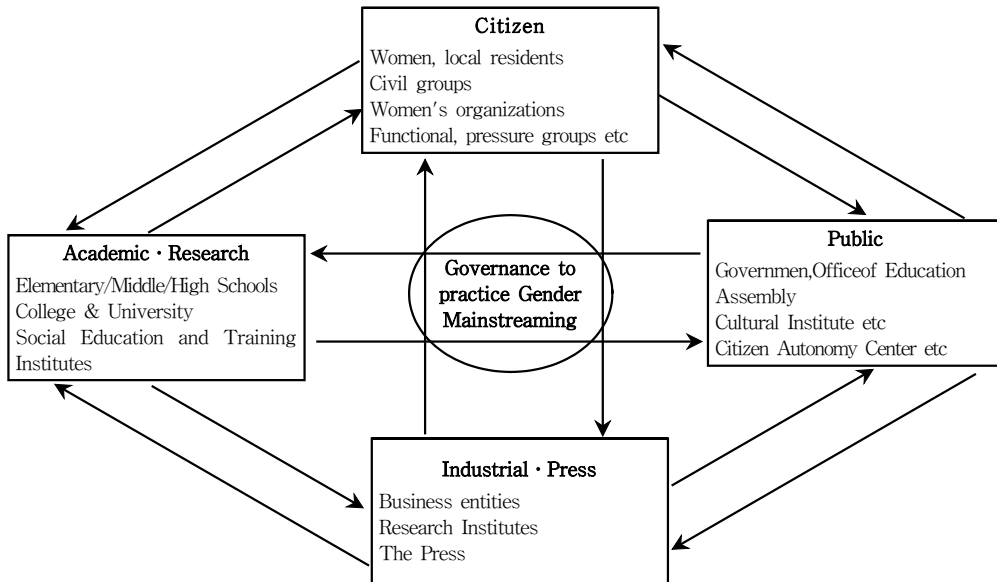 Citizen
Women, local residents
Civil groups
Women's organizations
Functional, pressure groups etc
Academic · Research
Elementary/Middle/High Schools
College & University
Social Education and Training
Institutes
Governance to
practice Gender
Mainstreaming
Public
Governmen,Officeof Education
Assembly
Cultural Institute etc
Citizen Autonomy Center etc
Industrial · Press
Business entities
Research Institutes
The Press